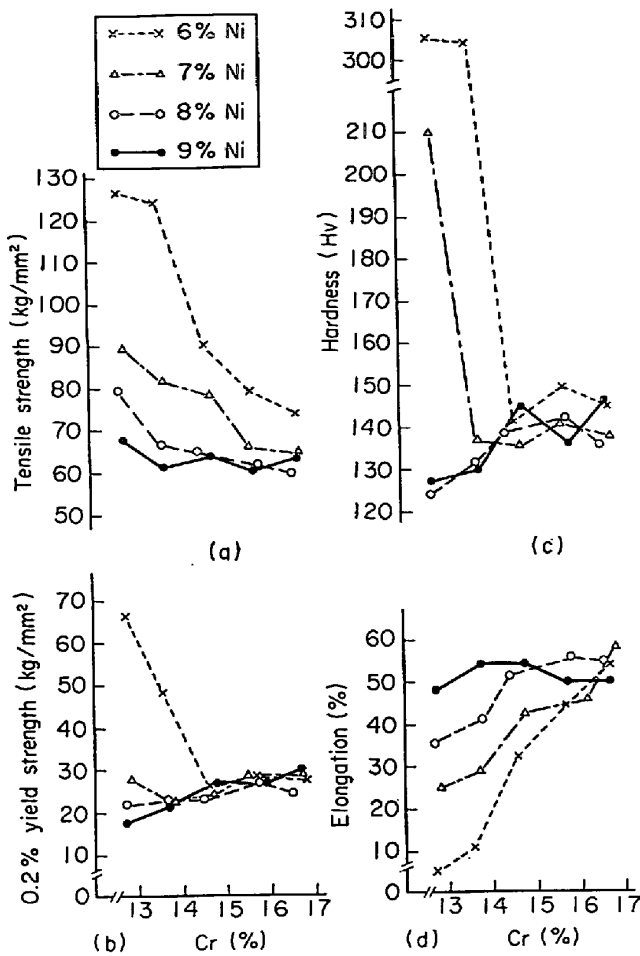 6% Ni
7% Ni
8% Ni
9% Ni
130
120
110
100
90
80
70
60
50
Tensile strength (kg/mm²)
(a)
310
300
210
200
190
180
170
160
150
140
130
120
Hardness (Hv)
(c)
70
60
50
40
30
20
10
0
0.2% yield strength (kg/mm²)
13 14 15 16 17
(b) Cr (%)
60
50
40
30
20
10
0
Elongation (%)
13 14 15 16 17
(d) Cr (%)